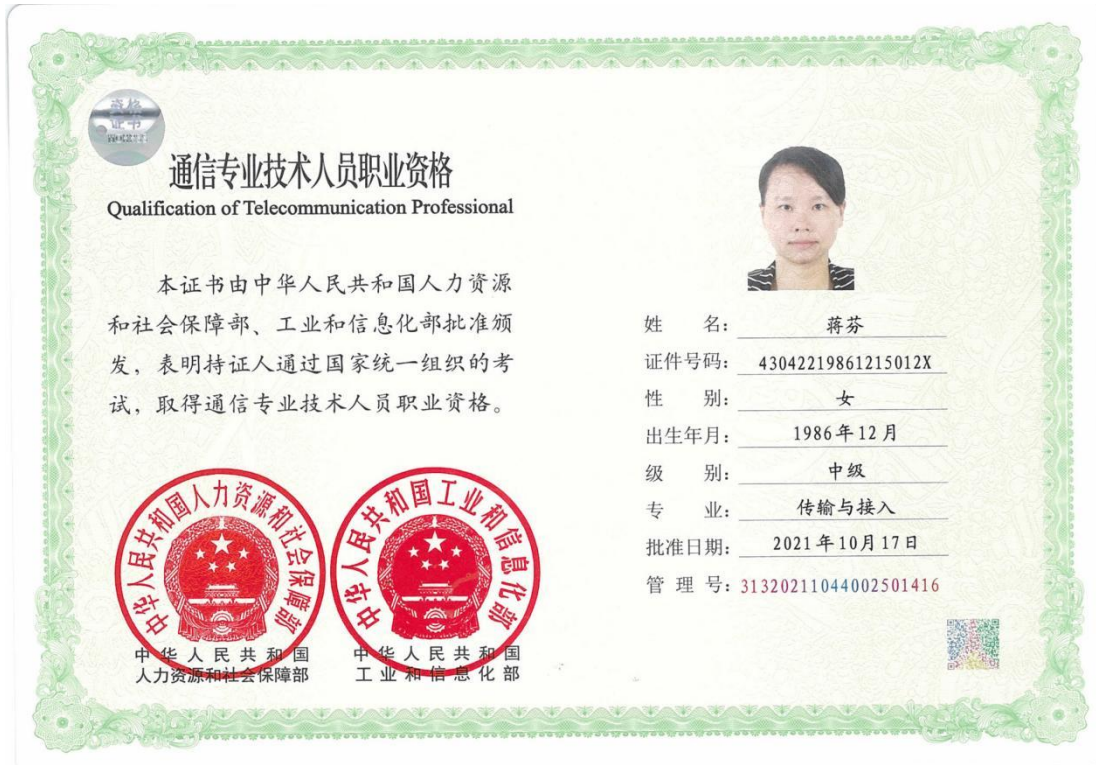 资格
证书
通信专业技术人员职业资格
Qualification of Telecommunication Professional
本证书由中华人民共和国人力资源
和社会保障部、工业和信息化部批准颁
发，表明持证人通过国家统一组织的考
试，取得通信专业技术人员职业资格。
中华人民共和国人力资源和社会保障部
中华人民共和国工业和信息化部
中华人民共和国
人力资源和社会保障部
中华人民共和国
工业和信息化部
姓 名： 蒋芬
证件号码： 43042219861215012X
性 别： 女
出生年月： 1986年12月
级 别： 中级
专 业： 传输与接入
批准日期： 2021年10月17日
管 理 号： 31320211044002501416